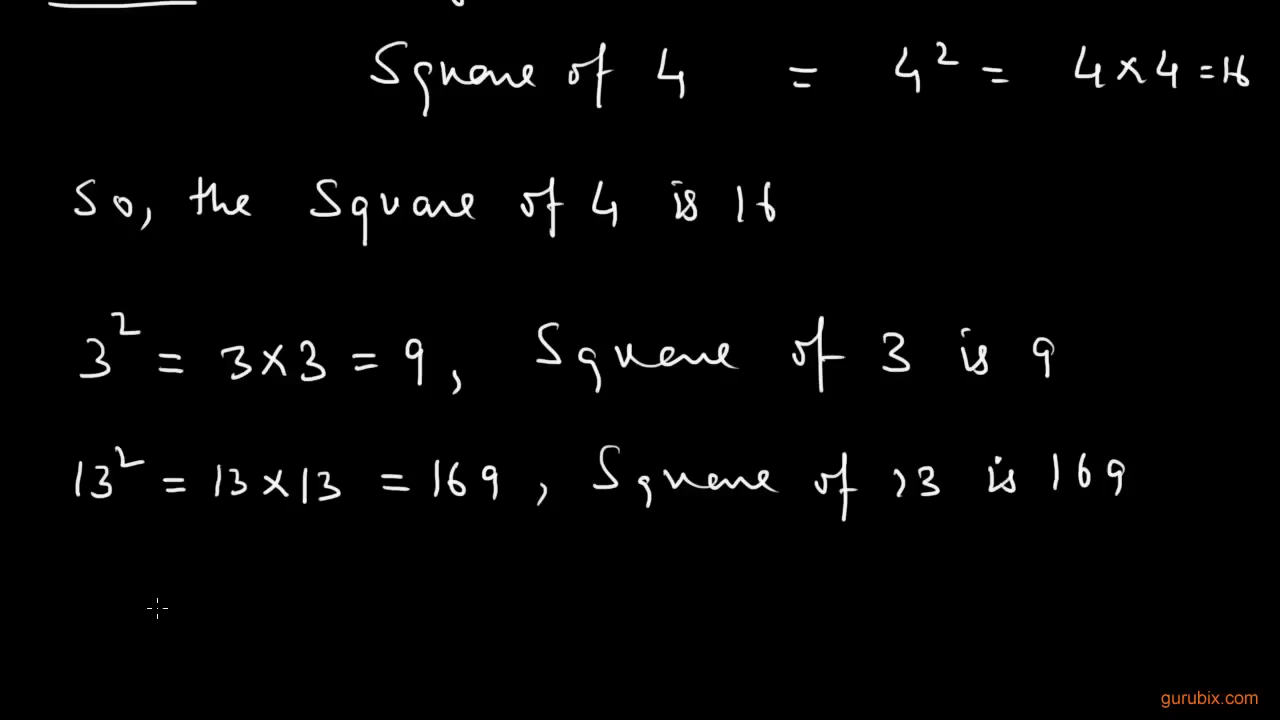 Square of 4 = 4² = 4×4=16
So, the Square of 4 is 16
3² = 3×3 = 9, Square of 3 is 9
13² = 13×13 = 169, Square of 13 is 169
gurubix.com